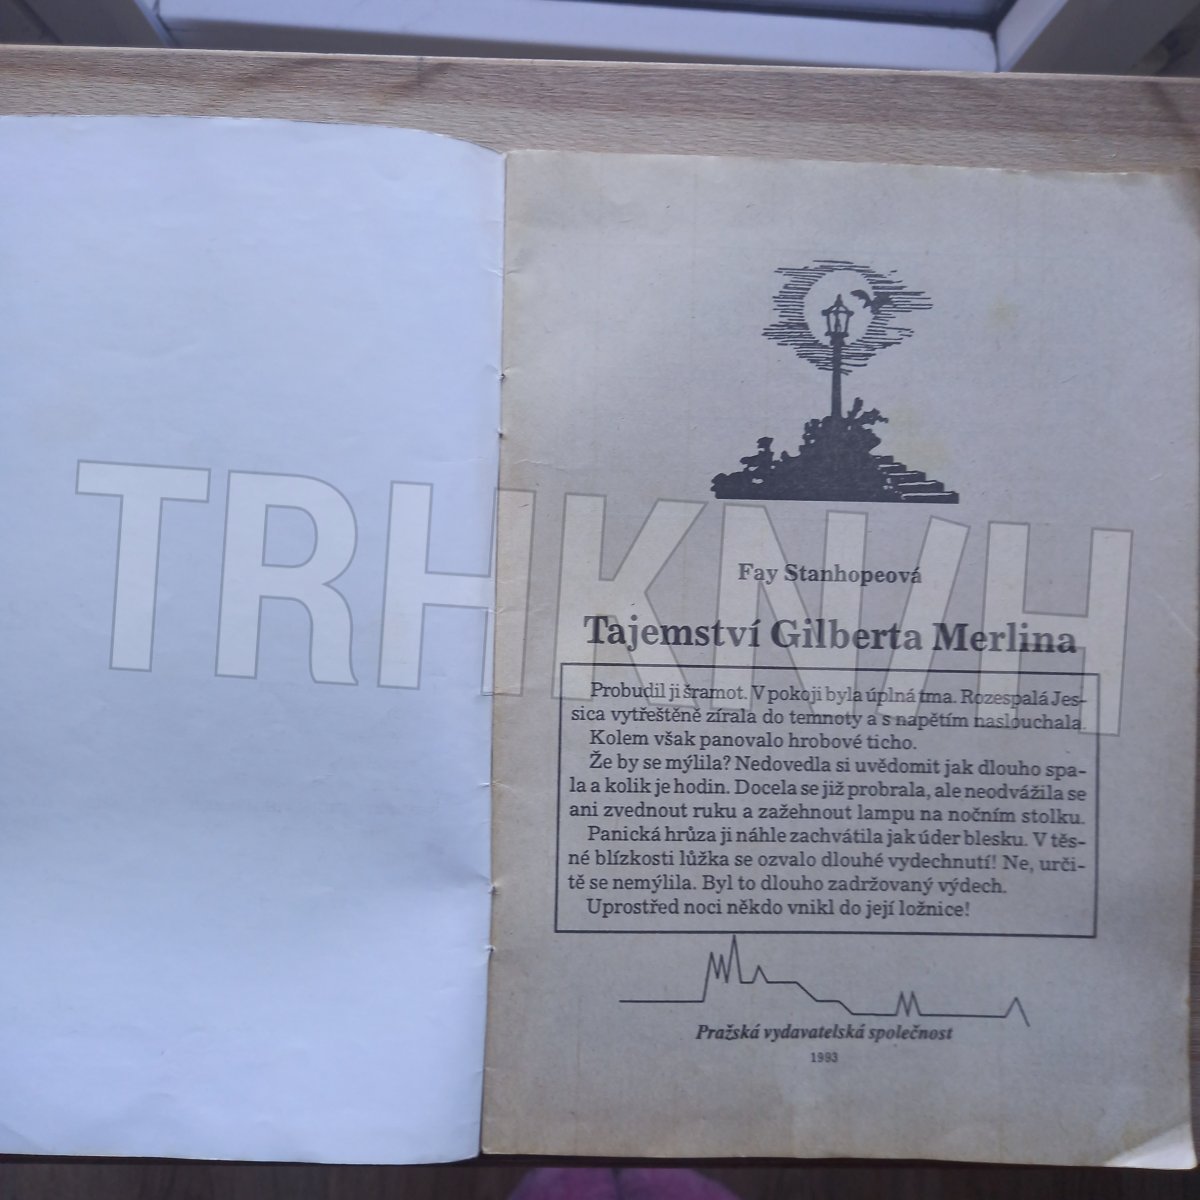 Fay Stanhopeová
Tajemství Gilberta Merlina
Probudil ji šramot. V pokoji byla úplná tma. Rozespalá Jes-
sica vytřeštěně zírala do temnoty a s napětím naslouchala.
Kolem však panovalo hrobové ticho.
Že by se mýlila? Nedovedla si uvědomit jak dlouho spa-
la a kolik je hodin. Docela se již probrala, ale neodvážila se
ani zvednout ruku a zažehnout lampu na nočním stolku.
Panická hrůza ji náhle zachvátila jak úder blesku. V těs-
né blízkosti lůžka se ozvalo dlouhé vydechnutí! Ne, urči-
tě se nemýlila. Byl to dlouho zadržovaný výdech.
Uprostřed noci někdo vnikl do její ložnice!
Pražská vydavatelská společnost
1993
TRHKNIH